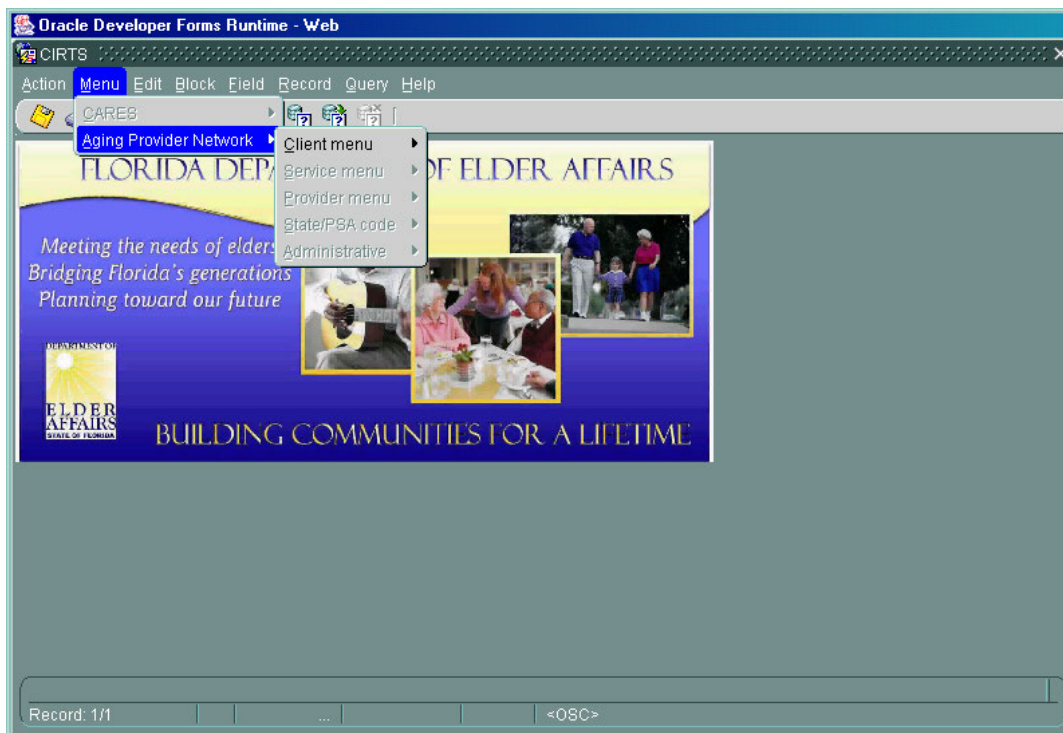 Oracle Developer Forms Runtime - Web
CIRTS
Action Menu Edit Block Field Record Query Help
CARES
Aging Provider Network
Client menu
Service menu
Provider menu
State/PSA code
Administrative
FLORIDA DEPA OF ELDER AFFAIRS
Meeting the needs of elders
Bridging Florida's generations
Planning toward our future
DEPARTMENT OF
ELDER
AFFAIRS
STATE OF FLORIDA
BUILDING COMMUNITIES FOR A LIFETIME
Record: 1/1 ... <OSC>